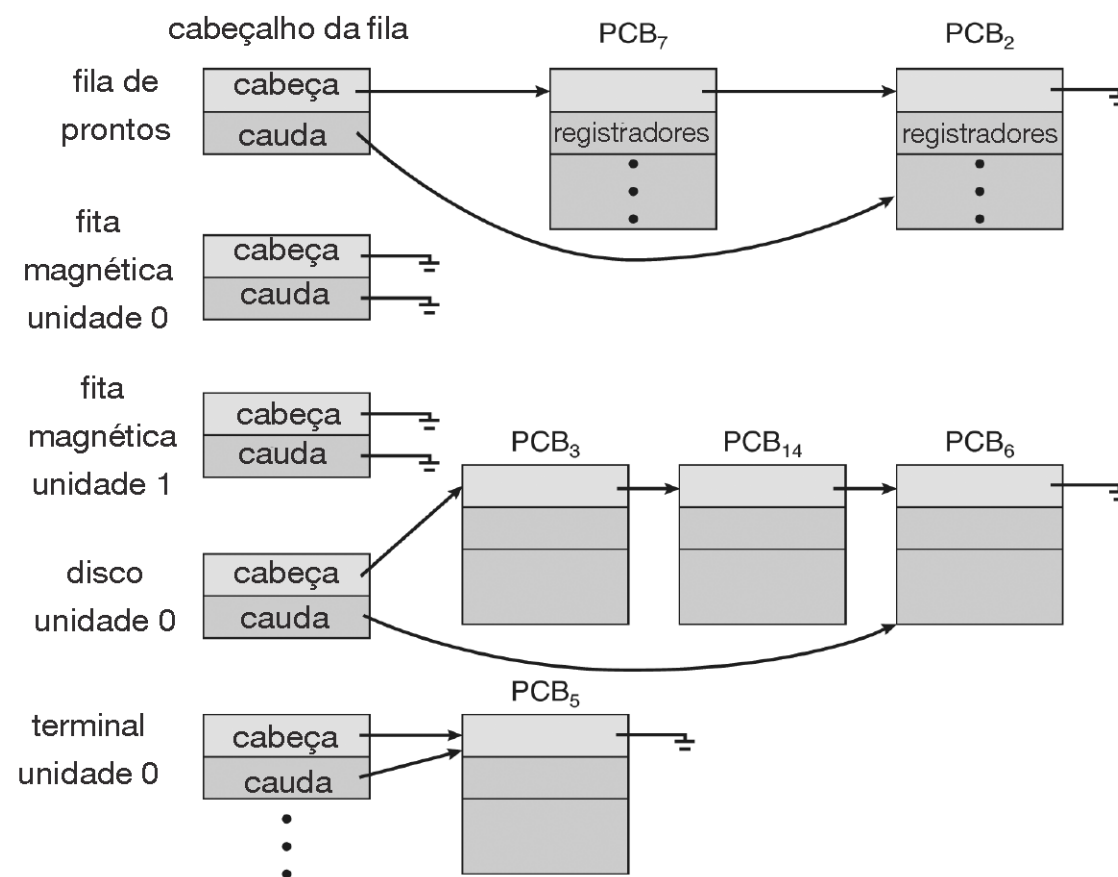 cabeçalho da fila
PCB₇
PCB₂
fila de
prontos
cabeça
cauda
registradores
registradores
fita
magnética
unidade 0
cabeça
cauda
fita
magnética
unidade 1
cabeça
cauda
PCB₃
PCB₁₄
PCB₆
disco
unidade 0
cabeça
cauda
PCB₅
terminal
unidade 0
cabeça
cauda